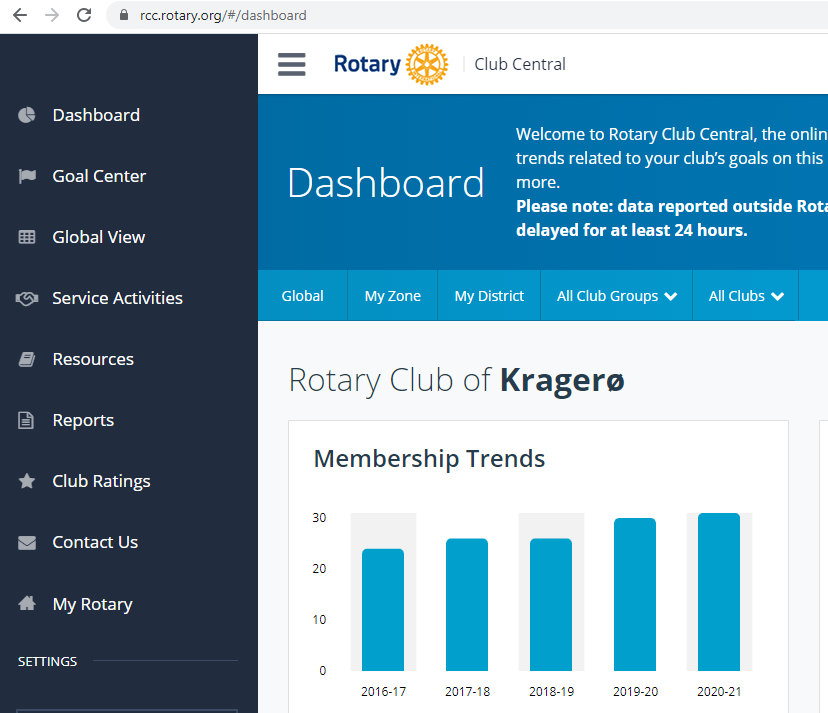 rcc.rotary.org/#/dashboard
Rotary
Club Central
Dashboard
Goal Center
Global View
Service Activities
Resources
Reports
Club Ratings
Contact Us
My Rotary
SETTINGS
Dashboard
Welcome to Rotary Club Central, the onlin
trends related to your club's goals on this
more.
Please note: data reported outside Rota
delayed for at least 24 hours.
Global
My Zone
My District
All Club Groups
All Clubs
Rotary Club of Kragerø
Membership Trends
30
20
10
0
2016-17
2017-18
2018-19
2019-20
2020-21